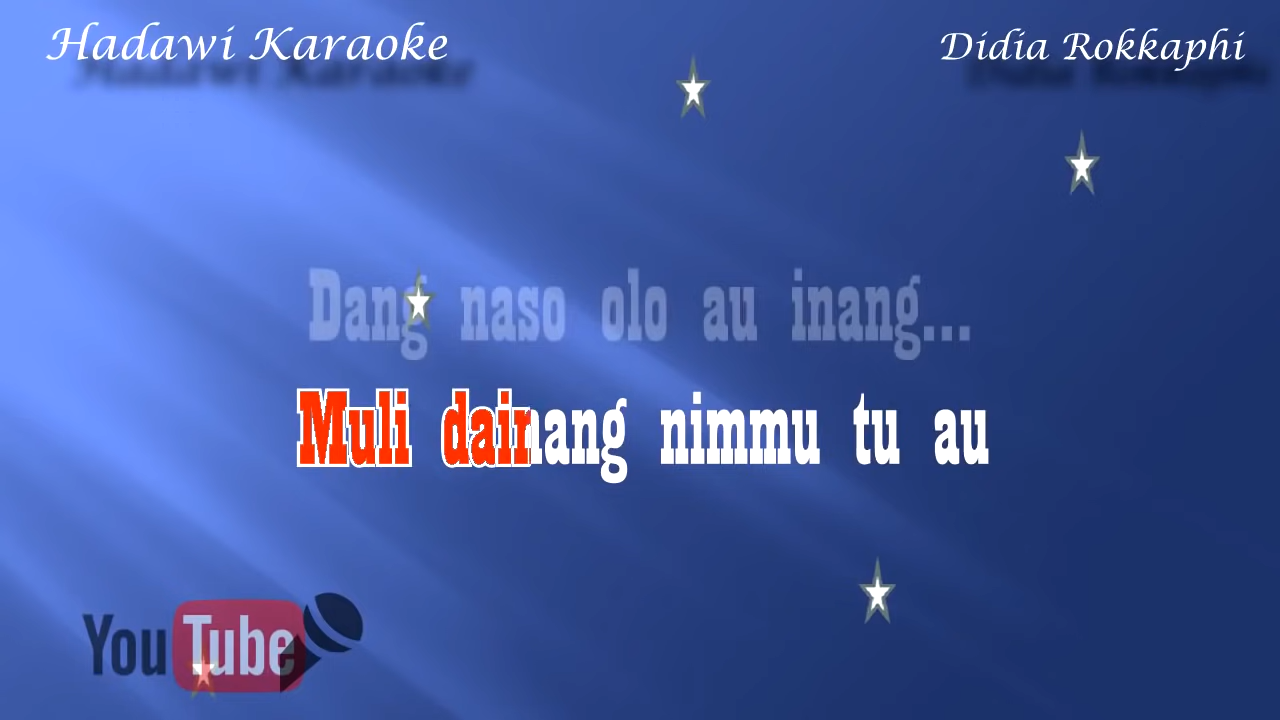 Hadawi Karaoke
Didia Rokkaphi
Dang naso olo au inang...
Muli dainang nimmu tu au
YouTube